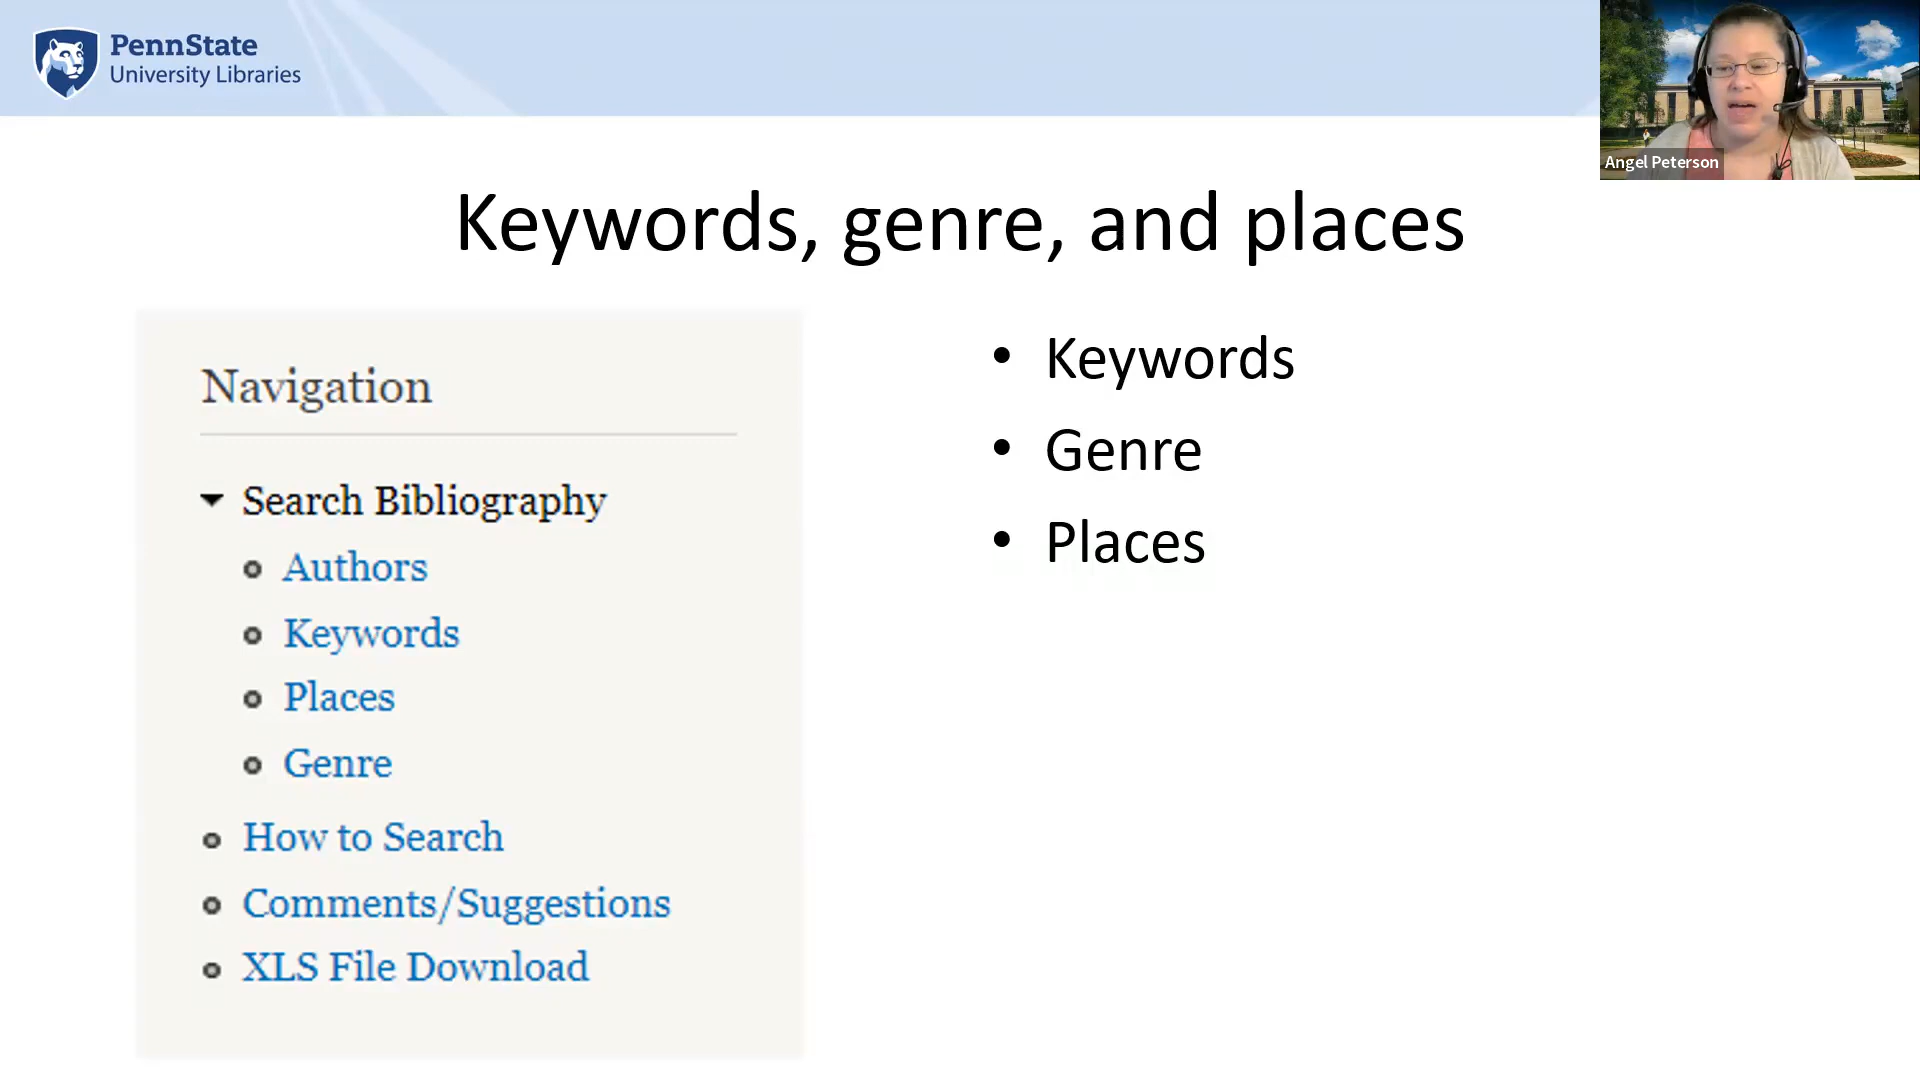 PennState
University Libraries
Angel Peterson
Keywords, genre, and places
Navigation
Search Bibliography
Authors
Keywords
Places
Genre
How to Search
Comments/Suggestions
XLS File Download
• Keywords
• Genre
• Places